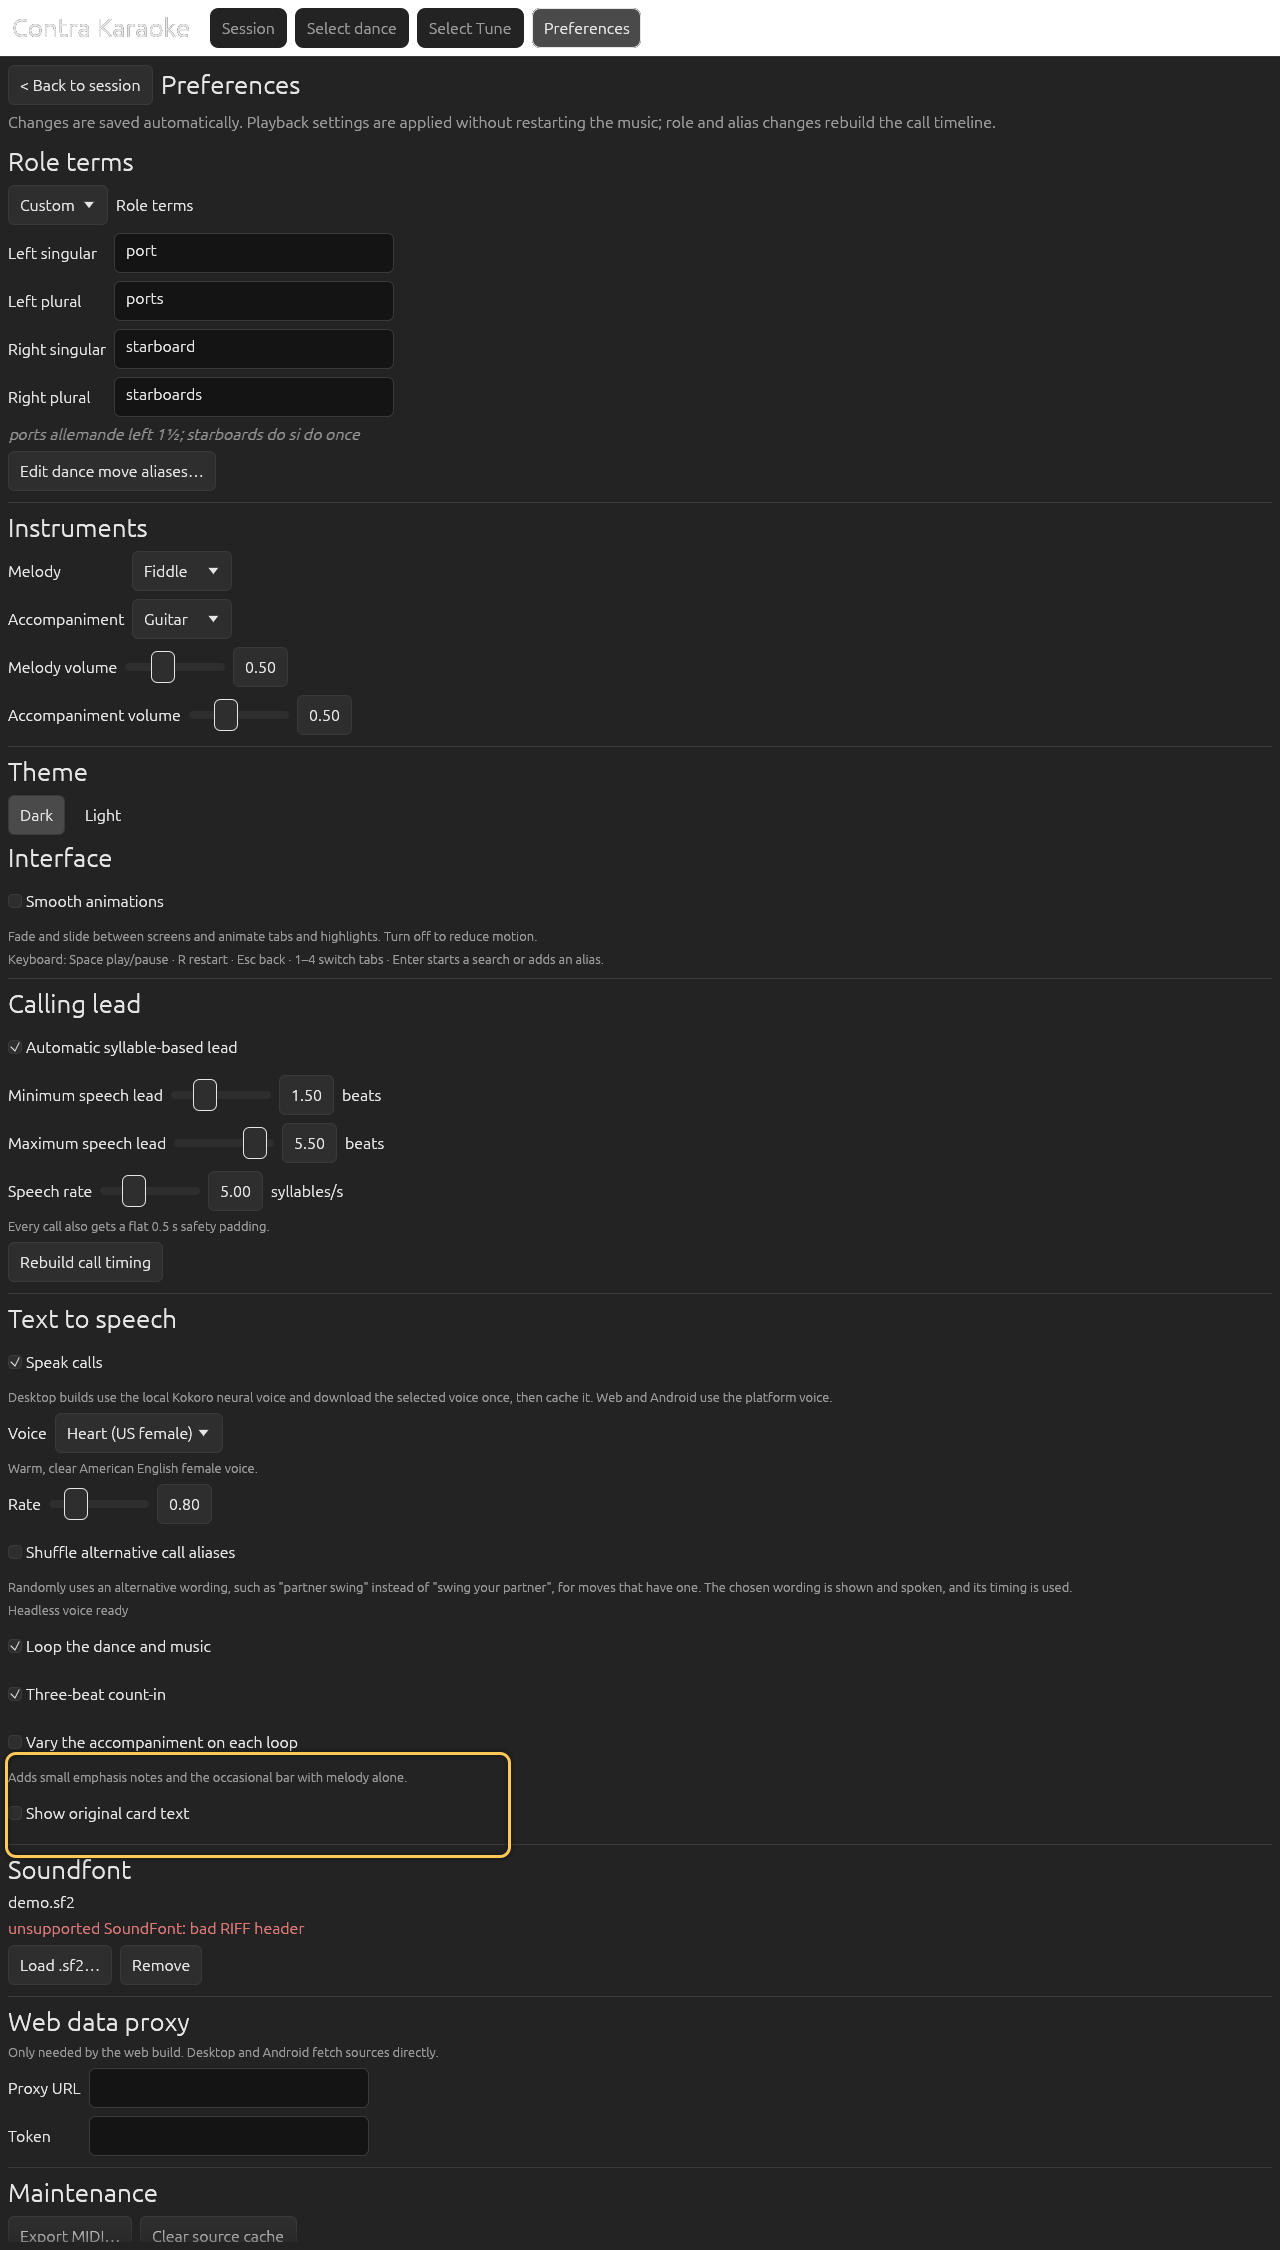 Contra Karaoke Session Select dance Select Tune Preferences
< Back to session Preferences
Changes are saved automatically. Playback settings are applied without restarting the music; role and alias changes rebuild the call timeline.
Role terms
Custom Role terms
Left singular port
Left plural ports
Right singular starboard
Right plural starboards
ports allemande left 1½; starboards do si do once
Edit dance move aliases…
Instruments
Melody Fiddle
Accompaniment Guitar
Melody volume 0.50
Accompaniment volume 0.50
Theme
Dark Light
Interface
Smooth animations
Fade and slide between screens and animate tabs and highlights. Turn off to reduce motion.
Keyboard: Space play/pause · R restart · Esc back · 1–4 switch tabs · Enter starts a search or adds an alias.
Calling lead
Automatic syllable-based lead
Minimum speech lead 1.50 beats
Maximum speech lead 5.50 beats
Speech rate 5.00 syllables/s
Every call also gets a flat 0.5 s safety padding.
Rebuild call timing
Text to speech
Speak calls
Desktop builds use the local Kokoro neural voice and download the selected voice once, then cache it. Web and Android use the platform voice.
Voice Heart (US female)
Warm, clear American English female voice.
Rate 0.80
Shuffle alternative call aliases
Randomly uses an alternative wording, such as "partner swing" instead of "swing your partner", for moves that have one. The chosen wording is shown and spoken, and its timing is used.
Headless voice ready
Loop the dance and music
Three-beat count-in
Vary the accompaniment on each loop
Adds small emphasis notes and the occasional bar with melody alone.
Show original card text
Soundfont
demo.sf2
unsupported SoundFont: bad RIFF header
Load .sf2… Remove
Web data proxy
Only needed by the web build. Desktop and Android fetch sources directly.
Proxy URL
Token
Maintenance
Export MIDI… Clear source cache